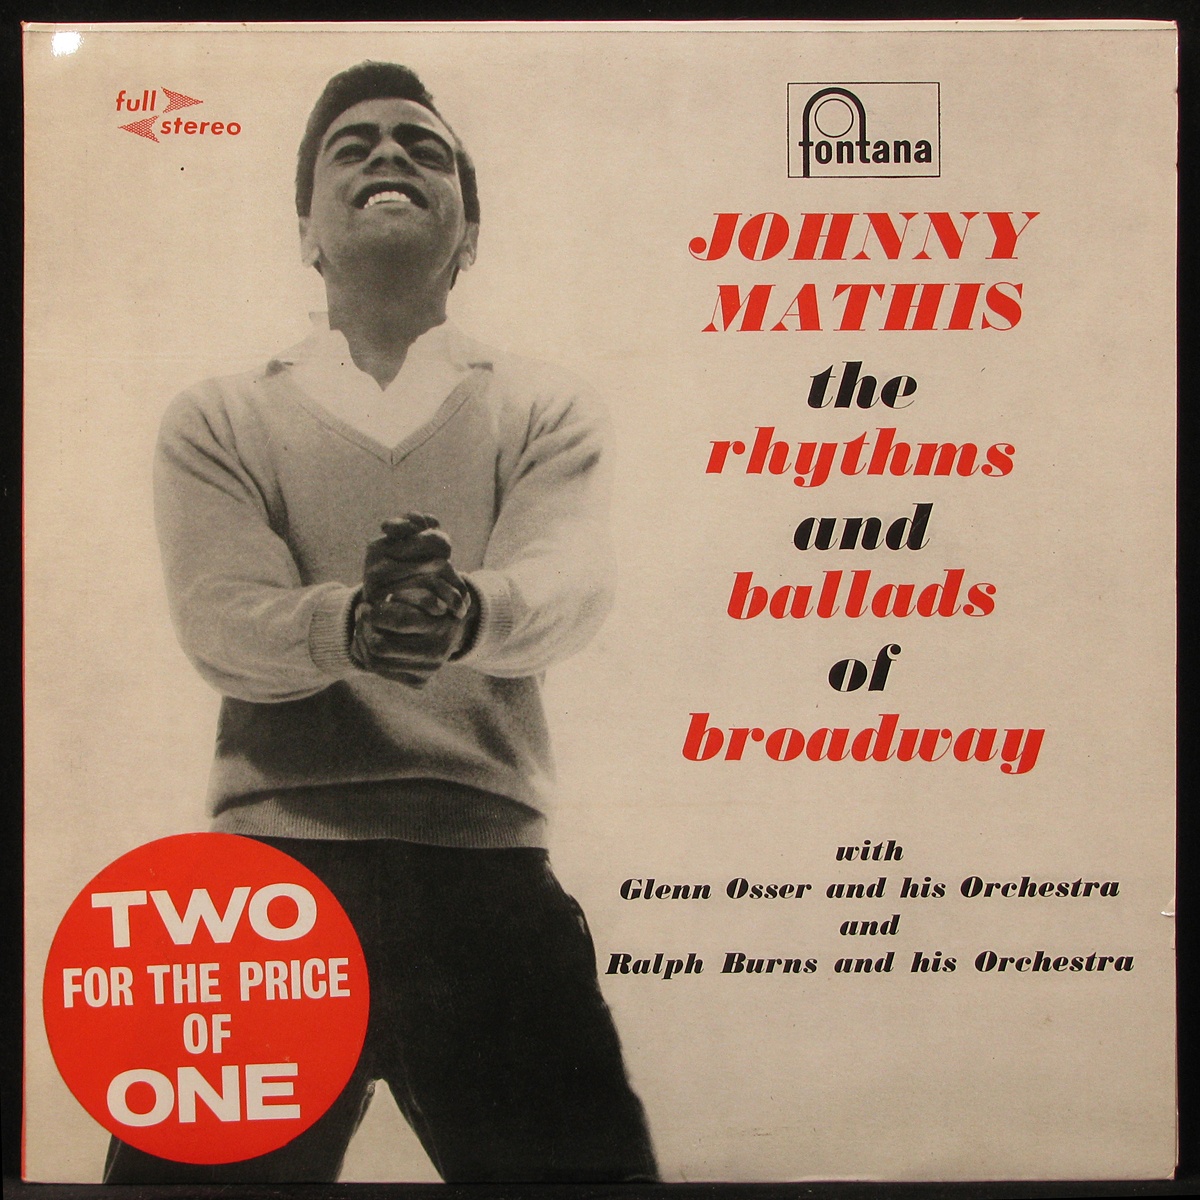 full
stereo
fontana
JOHNNY
MATHIS
the
rhythms
and
ballads
of
broadway
with
Glenn Osser and his Orchestra
and
Ralph Burns and his Orchestra
TWO
FOR THE PRICE
OF
ONE